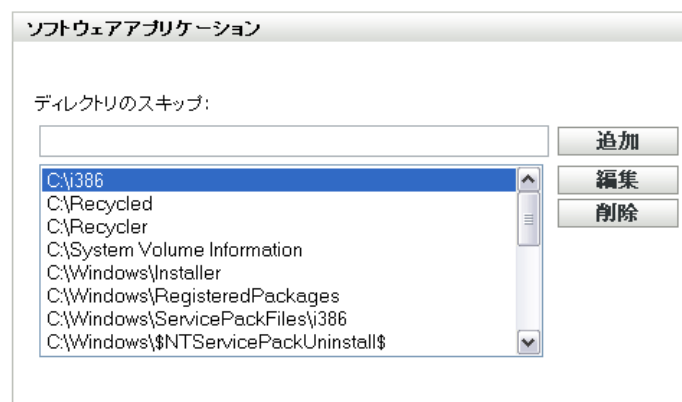 ソフトウェアアプリケーション
ディレクトリのスキップ:
追加
C:\i386
編集
C:\Recycled
削除
C:\Recycler
C:\System Volume Information
C:\Windows\Installer
C:\Windows\RegisteredPackages
C:\Windows\ServicePackFiles\i386
C:\Windows\$NTServicePackUninstall$